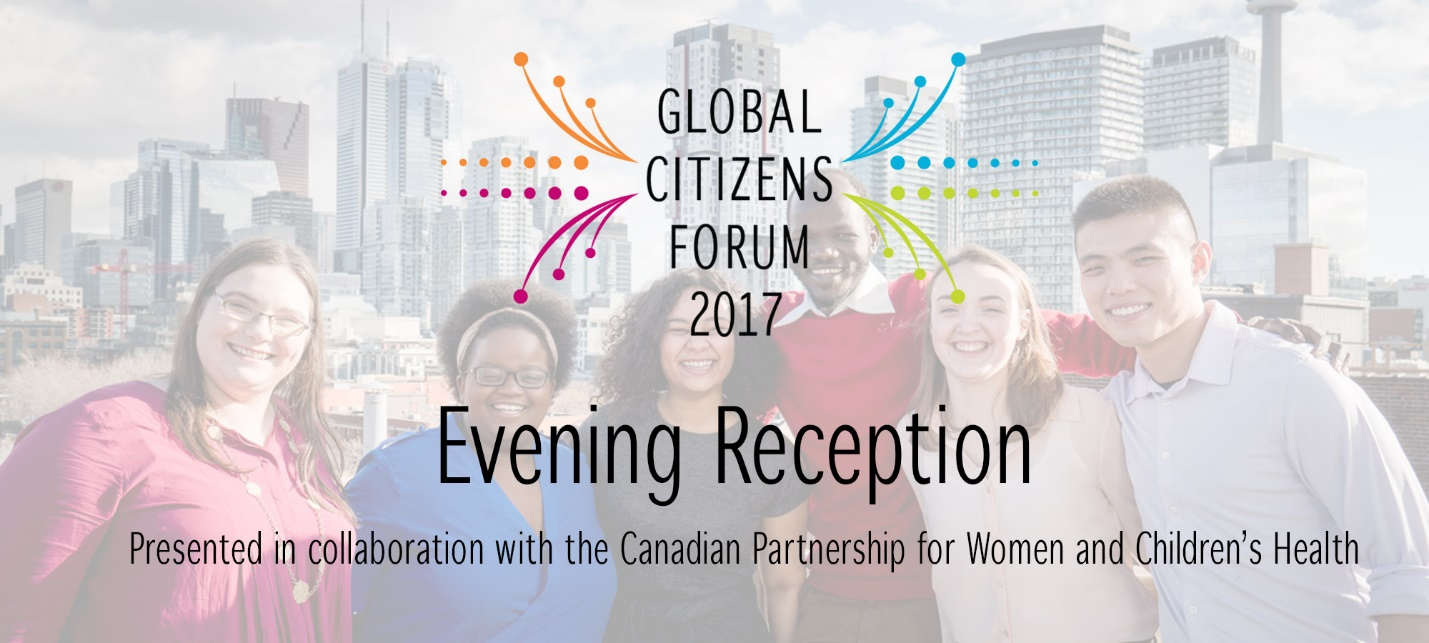 GLOBAL
CITIZENS
FORUM
2017
Evening Reception
Presented in collaboration with the Canadian Partnership for Women and Children’s Health